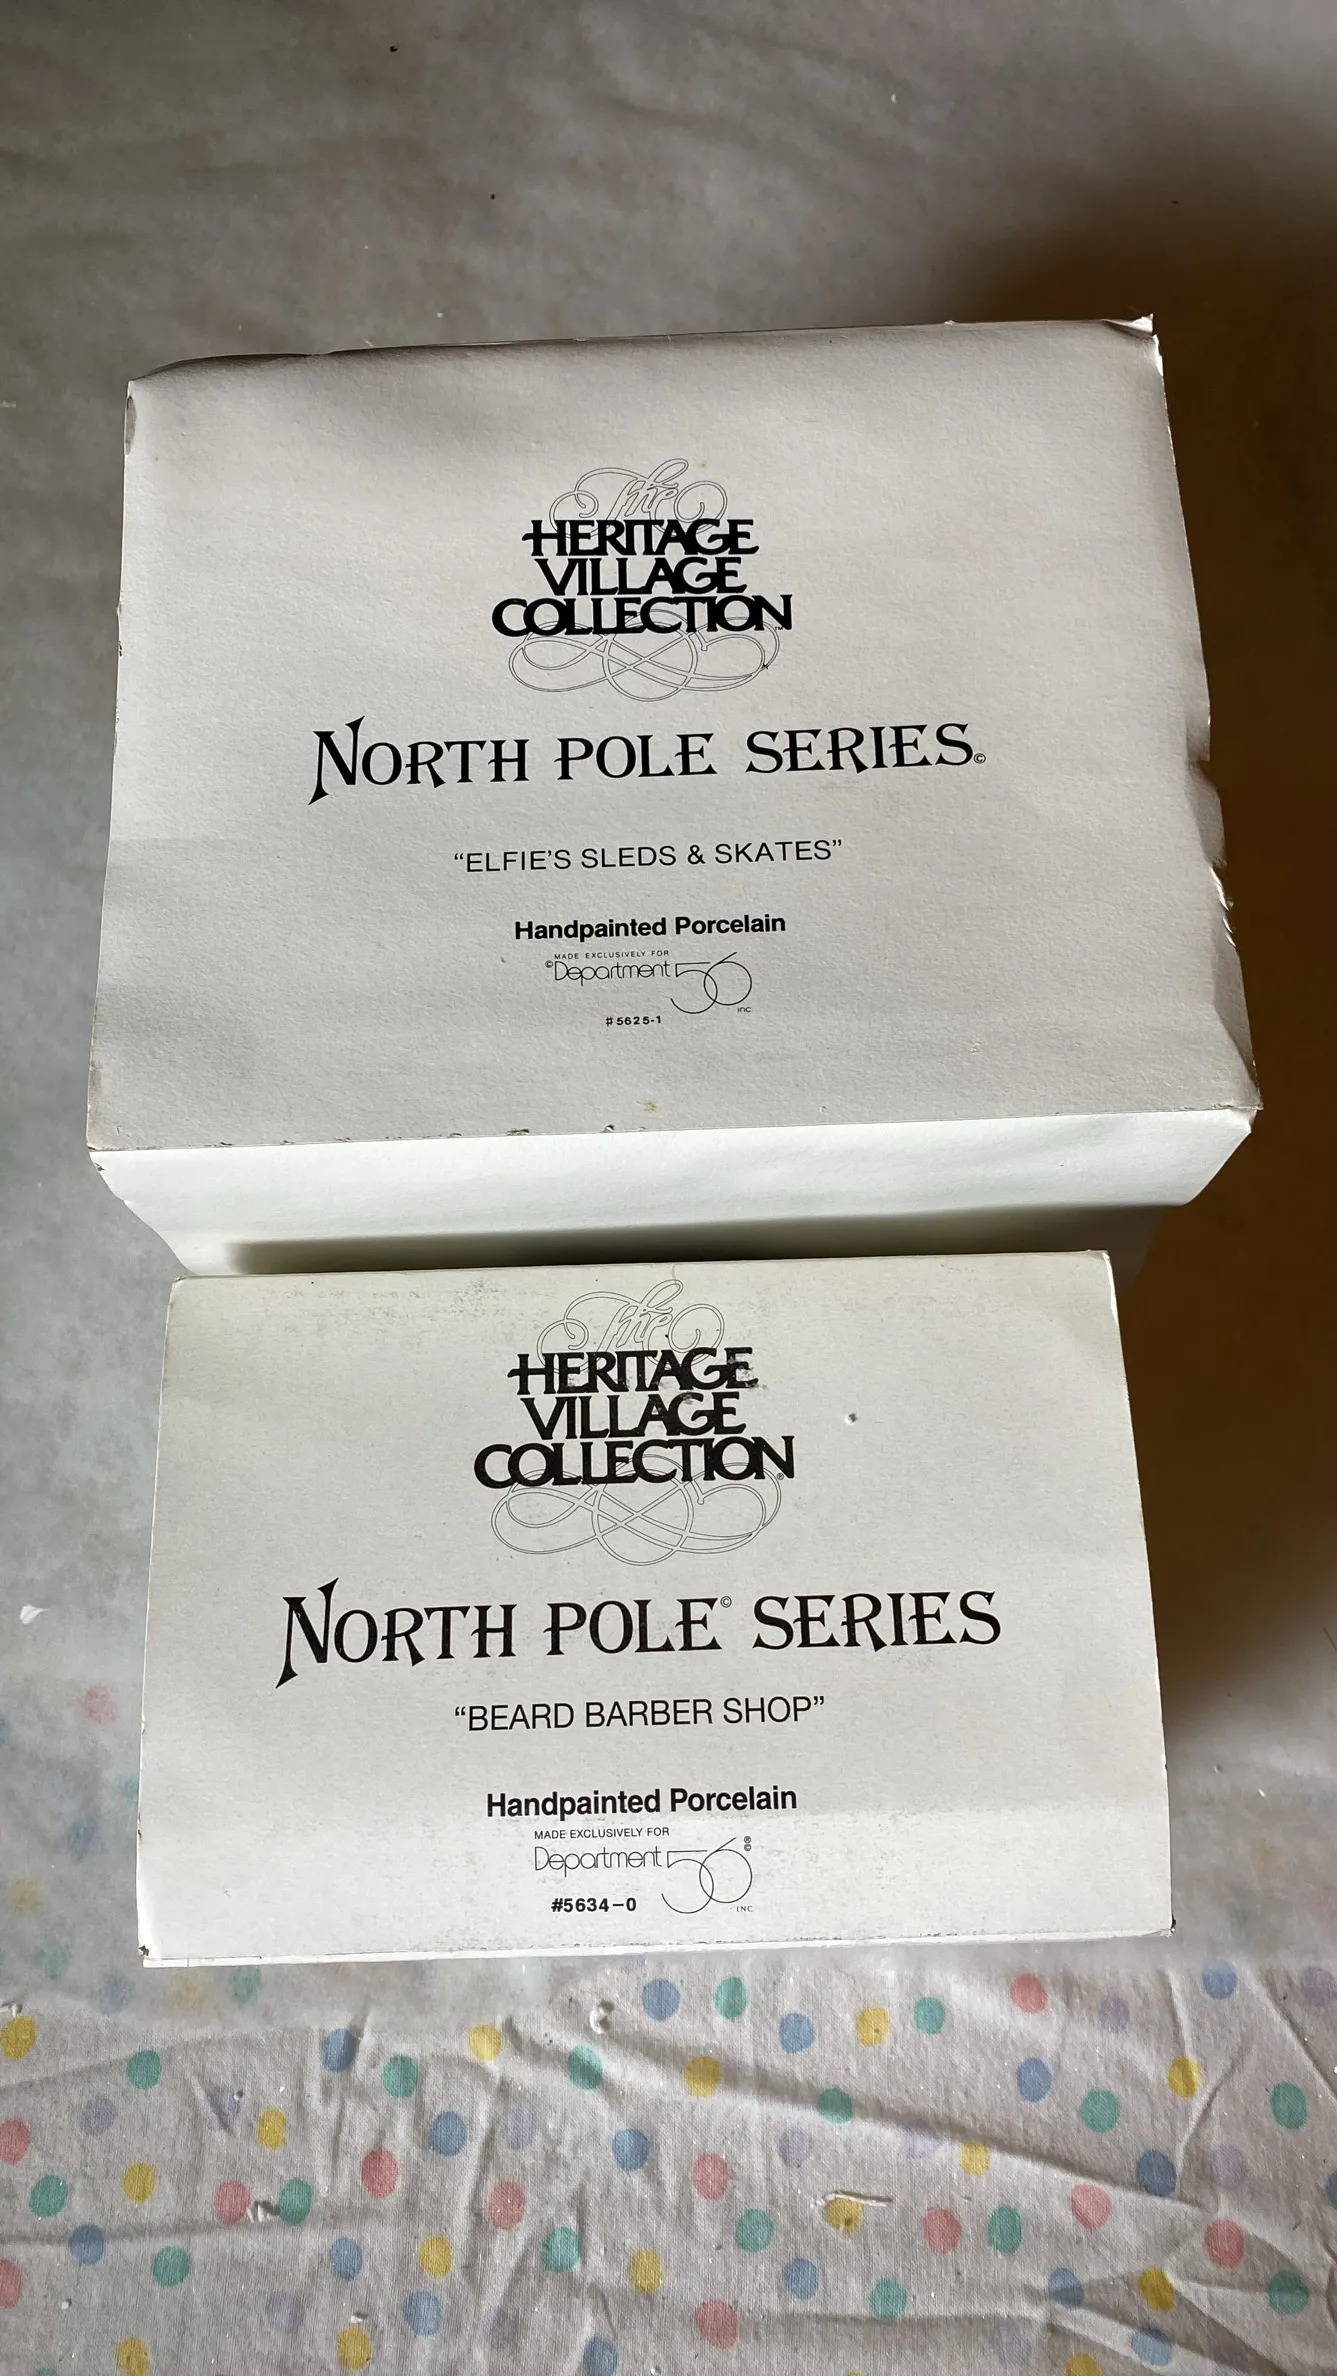 The
HERITAGE
VILLAGE
COLLECTION™
NORTH POLE SERIES©
“ELFIE’S SLEDS & SKATES”
Handpainted Porcelain
MADE EXCLUSIVELY FOR
©Department 56
INC.
#5625-1
The
HERITAGE
VILLAGE
COLLECTION®
NORTH POLE© SERIES
“BEARD BARBER SHOP”
Handpainted Porcelain
MADE EXCLUSIVELY FOR
Department 56®©
#5634–0
INC.